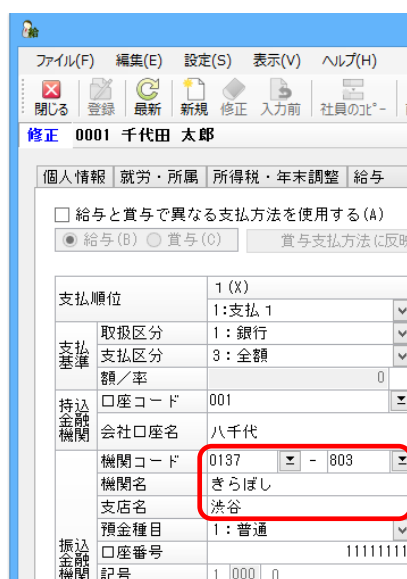 ファイル(F) 編集(E) 設定(S) 表示(V) ヘルプ(H)
閉じる 登録 最新 新規 修正 入力前 社員のｺﾋﾟｰ
修正 0001 千代田 太郎
個人情報 就労・所属 所得税・年末調整 給与
給与と賞与で異なる支払方法を使用する(A)
給与(B) 賞与(C) 賞与支払方法に反映
支払順位 1(X)
1:支払 1
支払基準 取扱区分 1：銀行
支払区分 3：全額
額／率 0
持込金融機関 口座コード 001
会社口座名 八千代
機関コード 0137 - 803
機関名 きらぼし
支店名 渋谷
振込金融機関 預金種目 1：普通
口座番号 11111111
記号 1 000 0